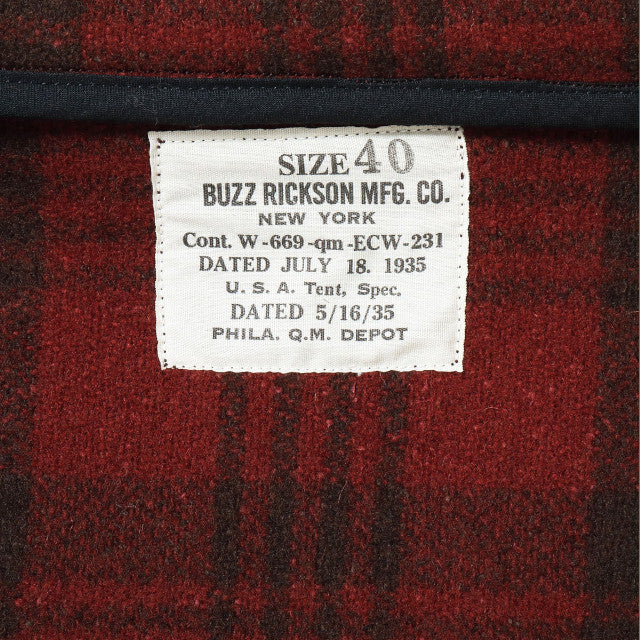 SIZE 40
BUZZ RICKSON MFG. CO.
NEW YORK
Cont. W-669-qm-ECW-231
DATED JULY 18. 1935
U. S. A. Tent, Spec.
DATED 5/16/35
PHILA. Q.M. DEPOT